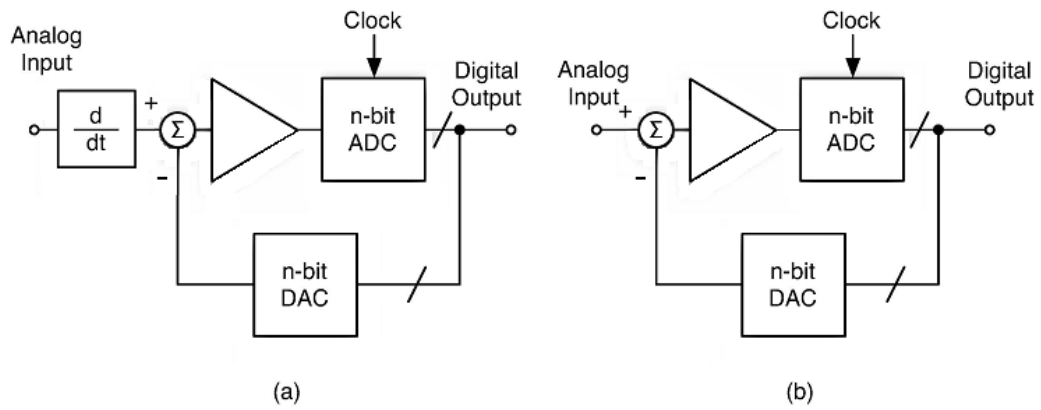 Clock
Analog
Input
d
dt
+
Σ
−
n-bit
ADC
Digital
Output
n-bit
DAC
(a)
Clock
Analog
Input
+
Σ
−
n-bit
ADC
Digital
Output
n-bit
DAC
(b)